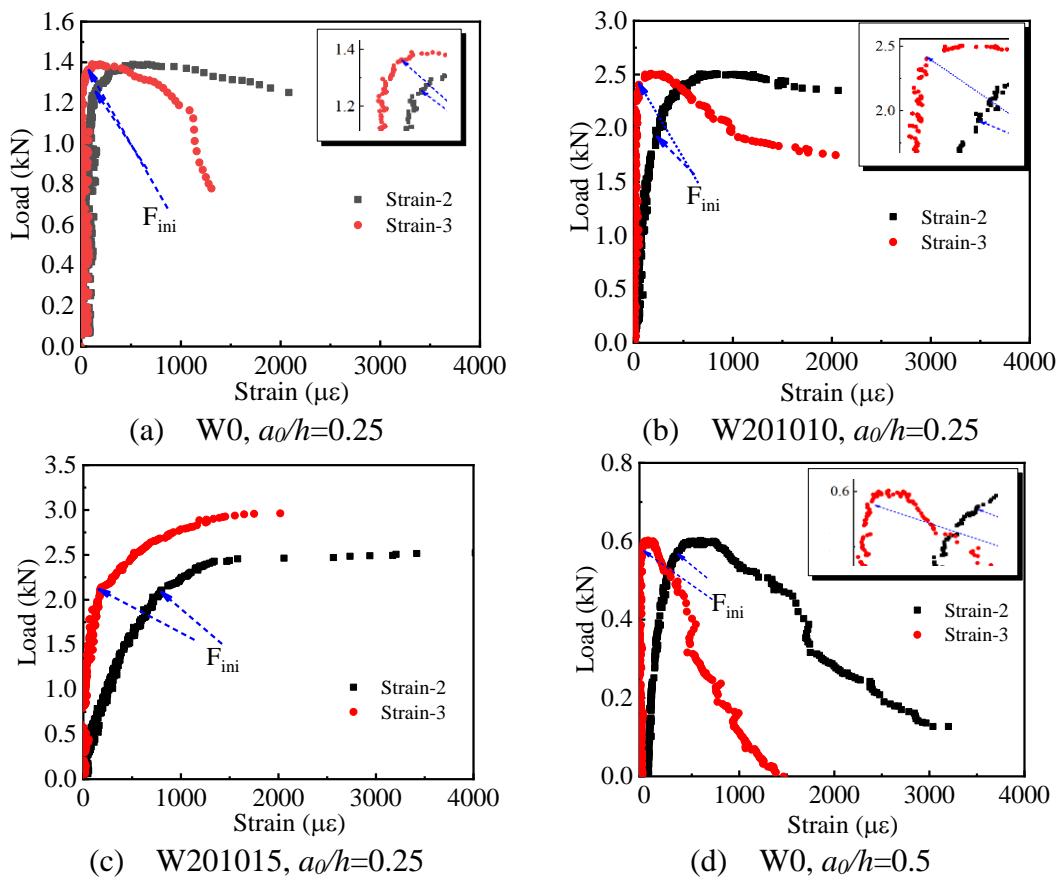 1.6
1.4
1.2
1.0
0.8
0.6
0.4
0.2
0.0
Load (kN)
1.4
1.2
F_ini
Strain-2
Strain-3
0 1000 2000 3000 4000
Strain (με)
(a) W0, a0/h=0.25
3.0
2.5
2.0
1.5
1.0
0.5
0.0
Load (kN)
2.5
2.0
F_ini
Strain-2
Strain-3
0 1000 2000 3000 4000
Strain (με)
(b) W201010, a0/h=0.25
3.5
3.0
2.5
2.0
1.5
1.0
0.5
0.0
Load (kN)
F_ini
Strain-2
Strain-3
0 1000 2000 3000 4000
Strain (με)
(c) W201015, a0/h=0.25
0.8
0.6
0.4
0.2
0.0
Load (kN)
0.6
F_ini
Strain-2
Strain-3
0 1000 2000 3000 4000
Strain (με)
(d) W0, a0/h=0.5